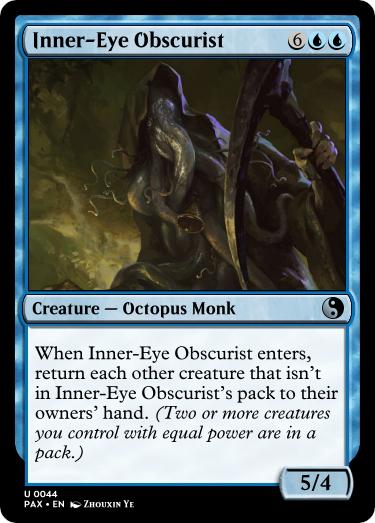 Inner-Eye Obscurist 6
Creature — Octopus Monk
When Inner-Eye Obscurist enters,
return each other creature that isn't
in Inner-Eye Obscurist's pack to their
owners' hand. (Two or more creatures
you control with equal power are in a
pack.)
5/4
U 0044
PAX • EN Zhouxin Ye